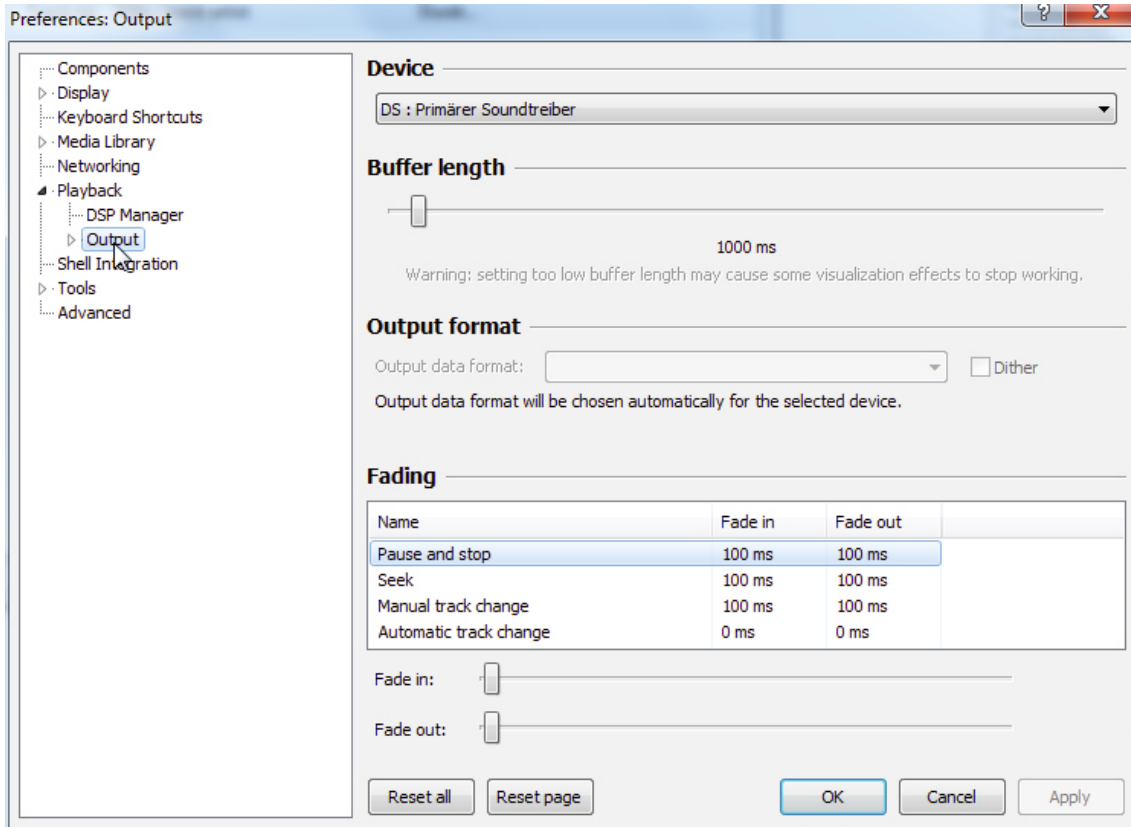 Preferences: Output
?
Components
Display
Keyboard Shortcuts
Media Library
Networking
Playback
DSP Manager
Output
Shell Integration
Tools
Advanced
Device
DS : Primärer Soundtreiber
Buffer length
1000 ms
Warning: setting too low buffer length may cause some visualization effects to stop working.
Output format
Output data format:
Dither
Output data format will be chosen automatically for the selected device.
Fading
Name Fade in Fade out
Pause and stop 100 ms 100 ms
Seek 100 ms 100 ms
Manual track change 100 ms 100 ms
Automatic track change 0 ms 0 ms
Fade in:
Fade out:
Reset all Reset page OK Cancel Apply